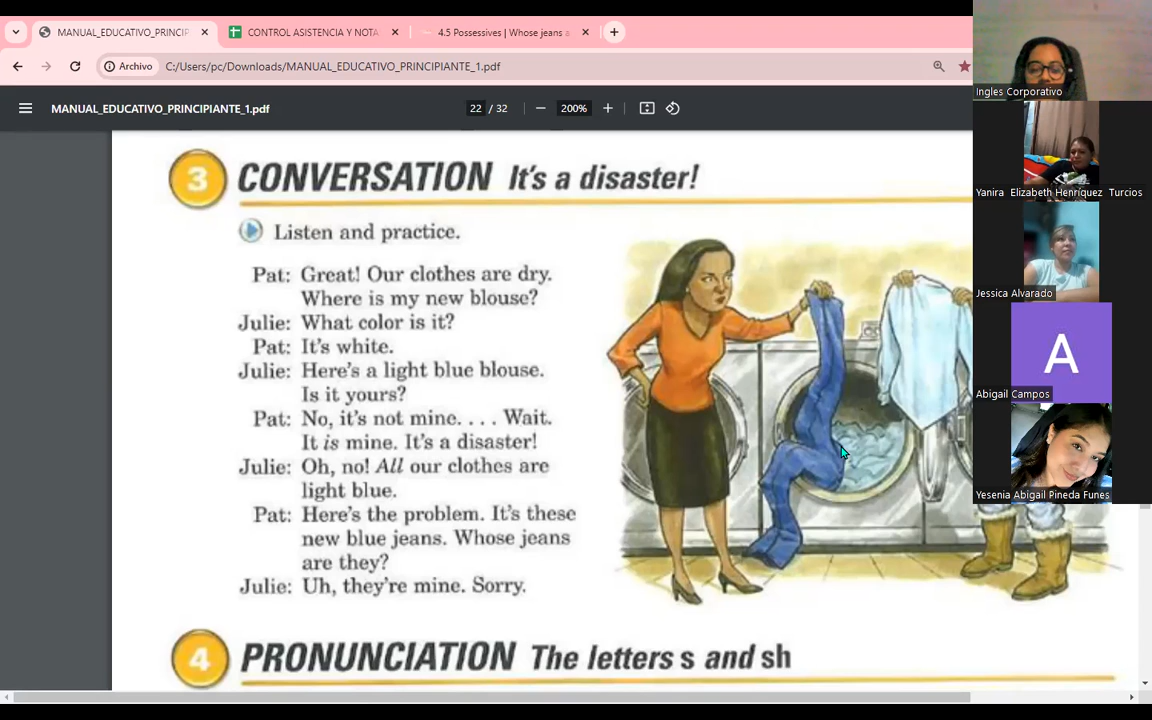 MANUAL_EDUCATIVO_PRINCIP
CONTROL ASISTENCIA Y NOTA
4.5 Possessives | Whose jeans a
Archivo
C:/Users/pc/Downloads/MANUAL_EDUCATIVO_PRINCIPIANTE_1.pdf
MANUAL_EDUCATIVO_PRINCIPIANTE_1.pdf
22 / 32
200%
3 CONVERSATION It's a disaster!
Listen and practice.
Pat: Great! Our clothes are dry.
Where is my new blouse?
Julie: What color is it?
Pat: It's white.
Julie: Here's a light blue blouse.
Is it yours?
Pat: No, it's not mine. . . . Wait.
It is mine. It's a disaster!
Julie: Oh, no! All our clothes are
light blue.
Pat: Here's the problem. It's these
new blue jeans. Whose jeans
are they?
Julie: Uh, they're mine. Sorry.
4 PRONUNCIATION The letters s and sh
Ingles Corporativo
Yanira Elizabeth Henríquez Turcios
Jessica Alvarado
A
Abigail Campos
Yesenia Abigail Pineda Funes